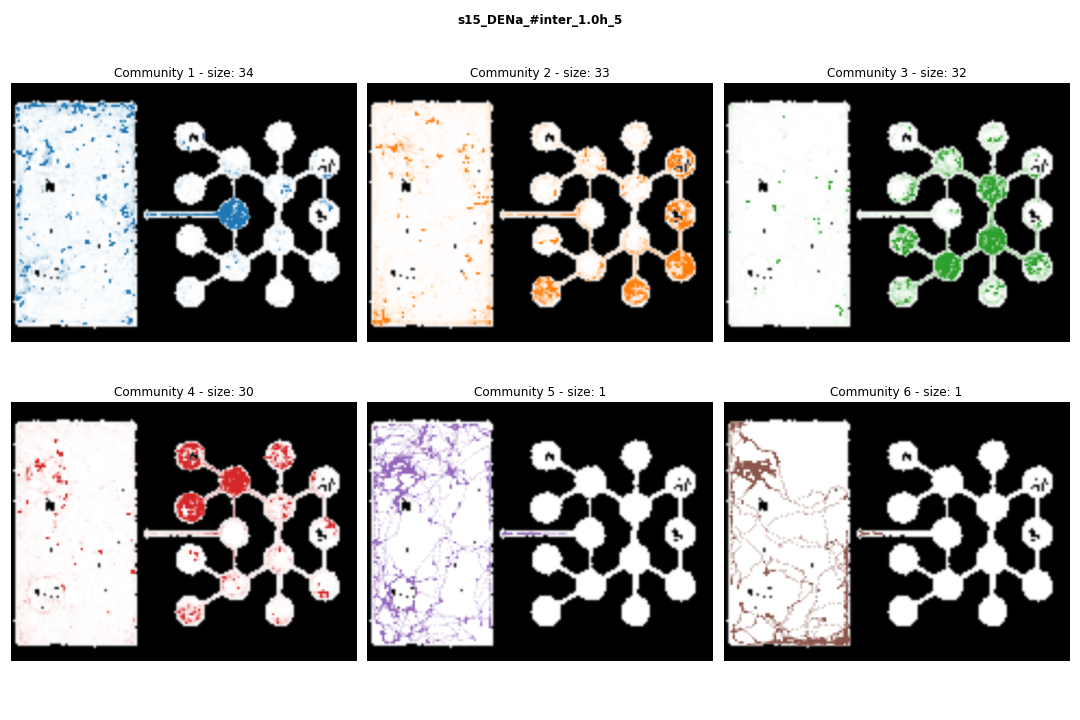 s15_DENa_#inter_1.0h_5
Community 1 - size: 34
Community 2 - size: 33
Community 3 - size: 32
Community 4 - size: 30
Community 5 - size: 1
Community 6 - size: 1